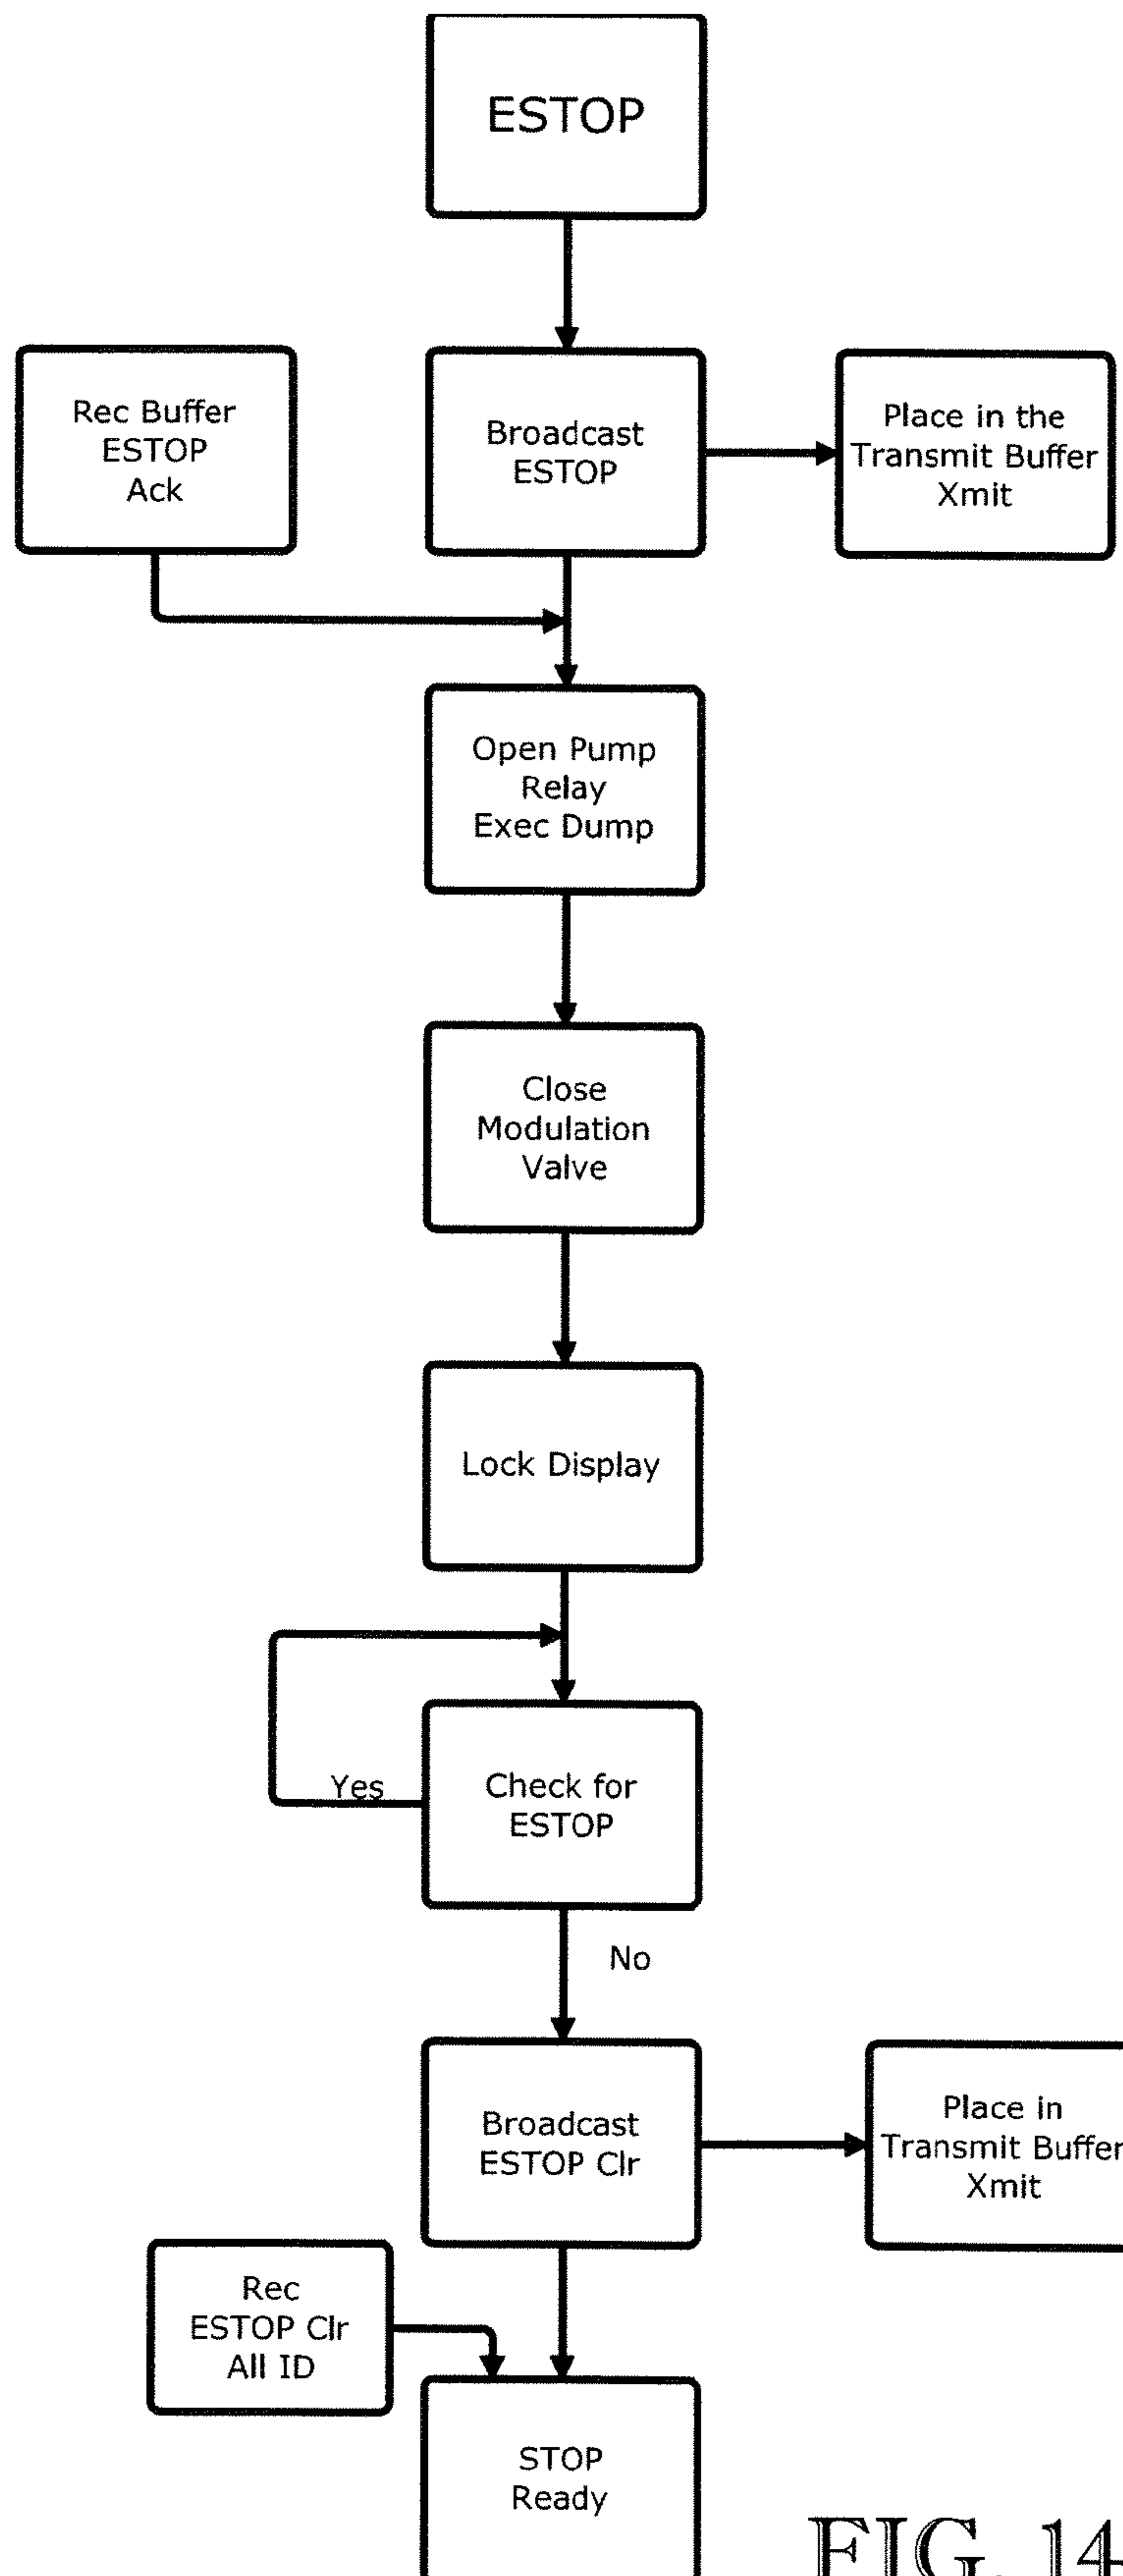 ESTOP
Rec Buffer
ESTOP
Ack
Broadcast
ESTOP
Place in the
Transmit Buffer
Xmit
Open Pump
Relay
Exec Dump
Close
Modulation
Valve
Lock Display
Yes
Check for
ESTOP
No
Broadcast
ESTOP Clr
Place in
Transmit Buffer
Xmit
Rec
ESTOP Clr
All ID
STOP
Ready
FIG. 14